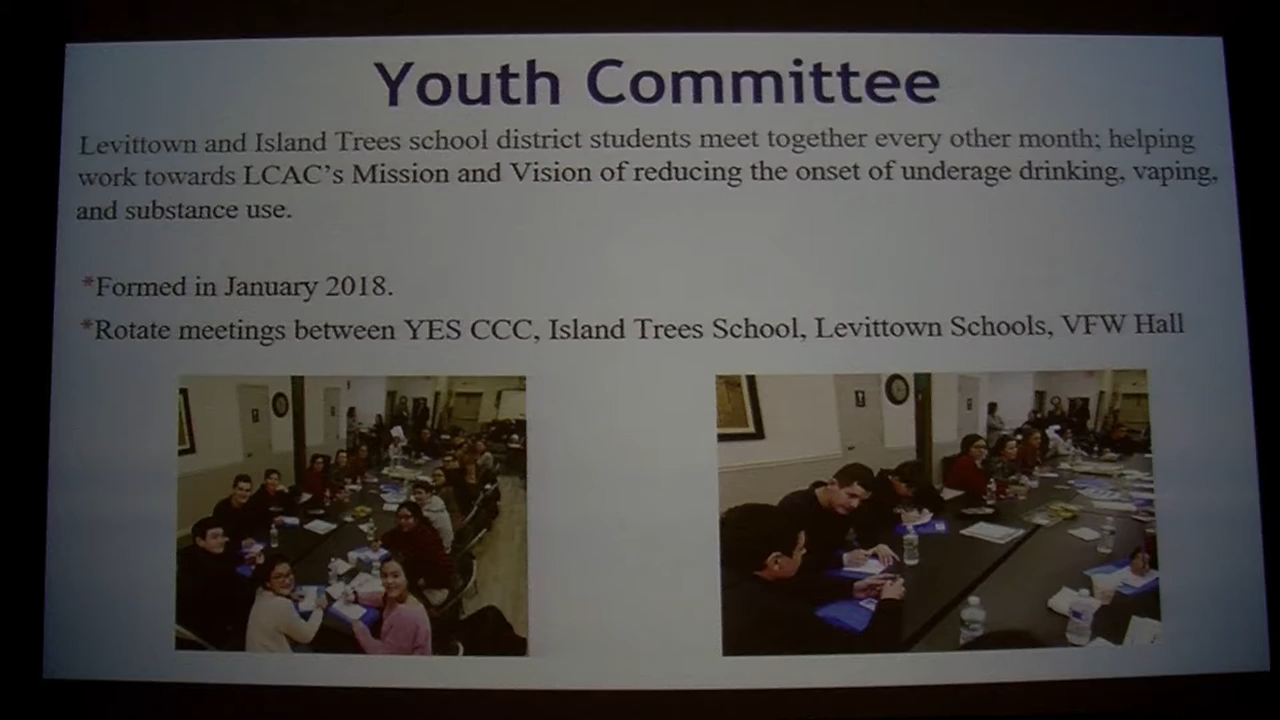 Youth Committee
Levittown and Island Trees school district students meet together every other month; helping
work towards LCAC's Mission and Vision of reducing the onset of underage drinking, vaping,
and substance use.
*Formed in January 2018.
*Rotate meetings between YES CCC, Island Trees School, Levittown Schools, VFW Hall